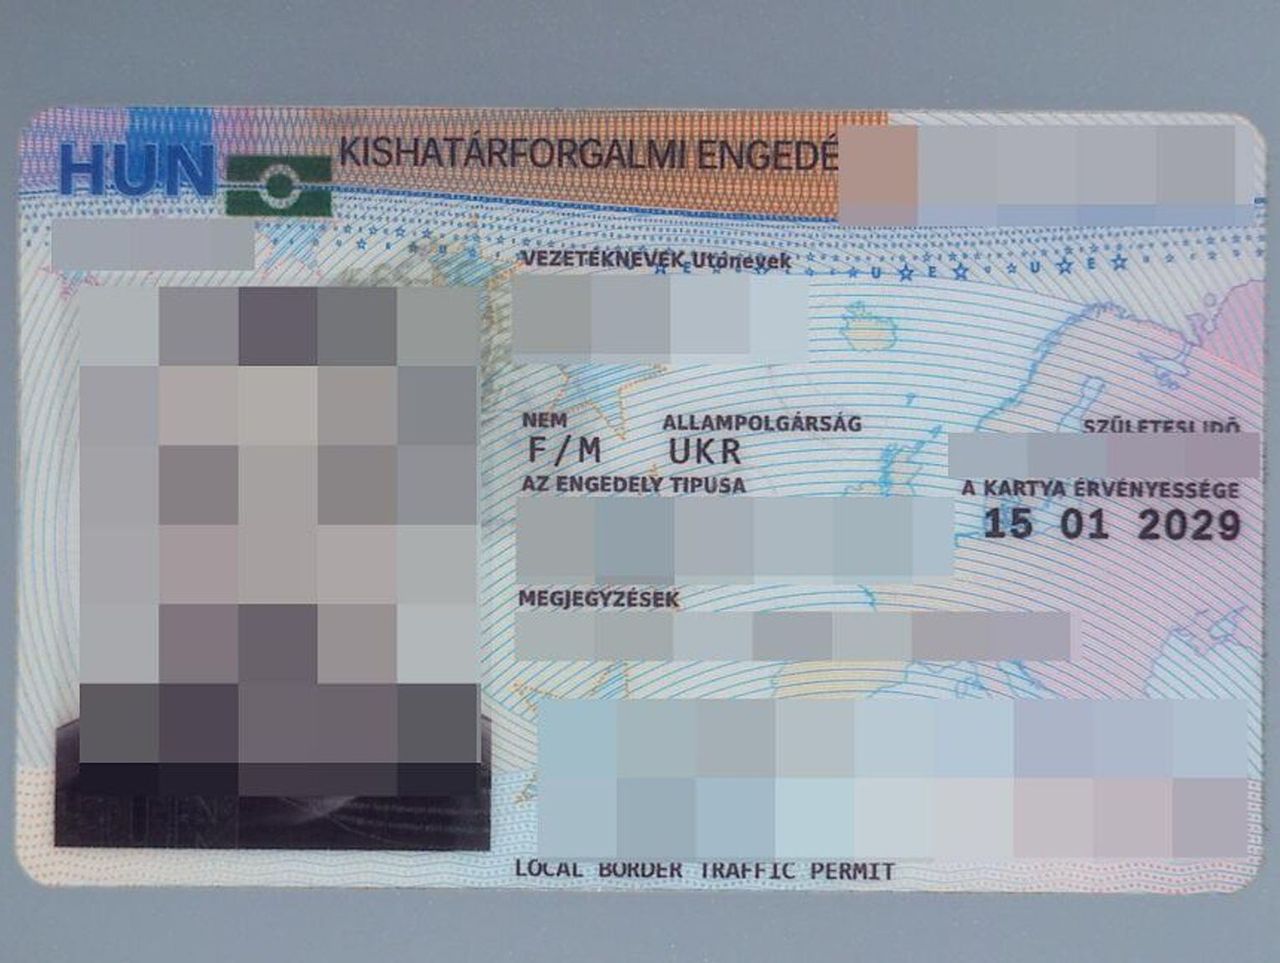 HUN KISHATÁRFORGALMI ENGEDÉ
VEZETÉKNEVEK Utónevek
NEM ÁLLAMPOLGÁRSÁG SZÜLETÉSI IDŐ
F/M UKR
AZ ENGEDÉLY TÍPUSA A KÁRTYA ÉRVÉNYESSÉGE
15 01 2029
MEGJEGYZÉSEK
LOCAL BORDER TRAFFIC PERMIT